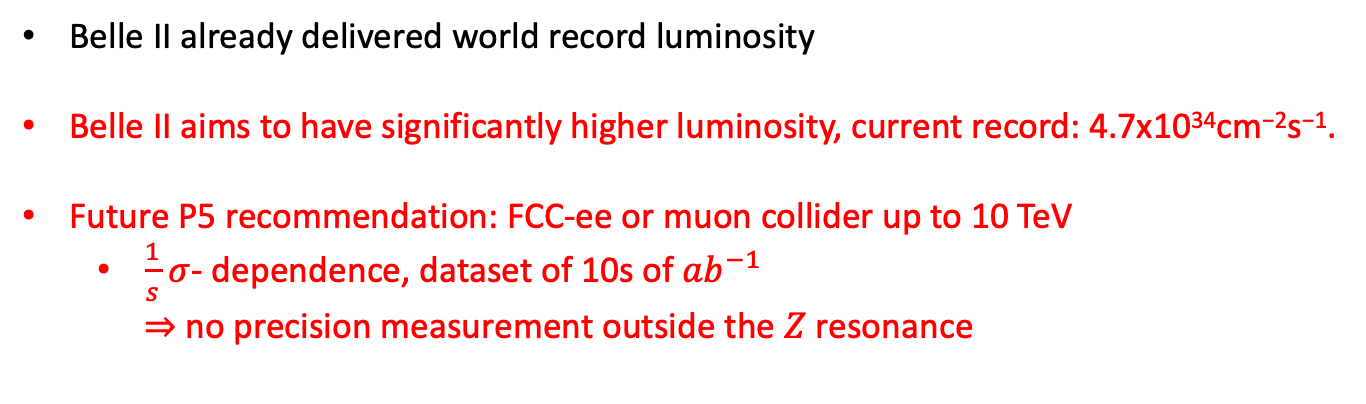 • Belle II already delivered world record luminosity
• Belle II aims to have significantly higher luminosity, current record: 4.7x10³⁴cm⁻²s⁻¹.
• Future P5 recommendation: FCC-ee or muon collider up to 10 TeV
• 1/s σ- dependence, dataset of 10s of ab⁻¹
⇒ no precision measurement outside the Z resonance